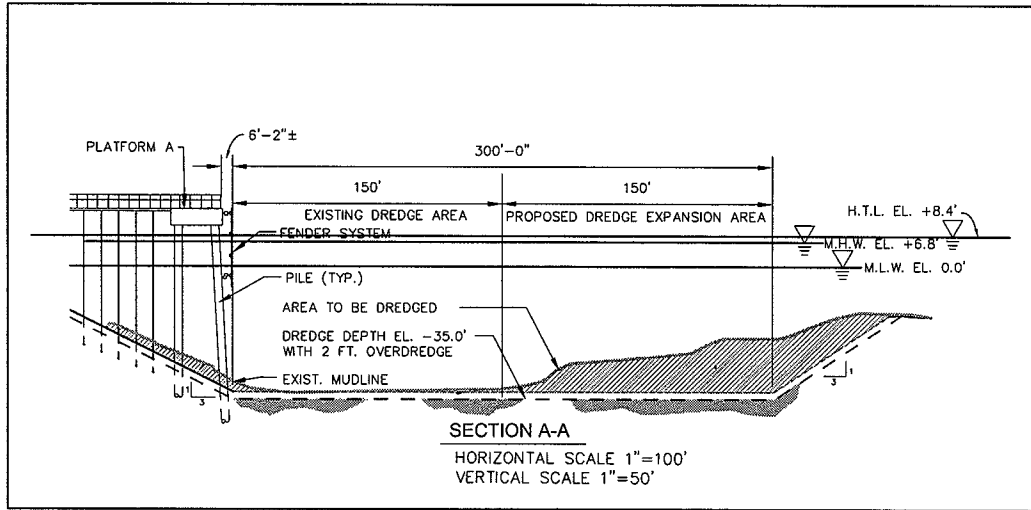 6'-2"±
PLATFORM A
300'-0"
150'
150'
EXISTING DREDGE AREA
PROPOSED DREDGE EXPANSION AREA
H.T.L. EL. +8.4'
FENDER SYSTEM
M.H.W. EL. +6.8'
M.L.W. EL. 0.0'
PILE (TYP.)
AREA TO BE DREDGED
DREDGE DEPTH EL. -35.0'
WITH 2 FT. OVERDREDGE
EXIST. MUDLINE
1
3
1
3
SECTION A-A
HORIZONTAL SCALE 1"=100'
VERTICAL SCALE 1"=50'